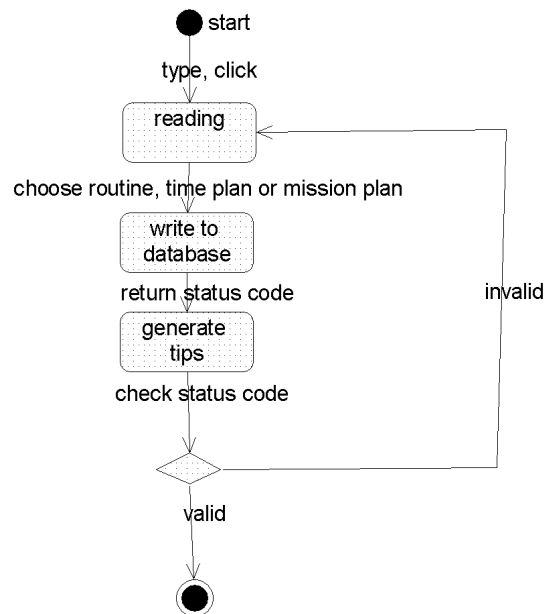 start
type, click
reading
choose routine, time plan or mission plan
write to
database
return status code
invalid
generate
tips
check status code
valid